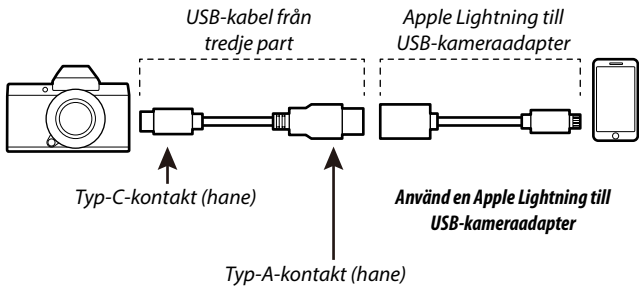 USB-kabel från
tredje part
Apple Lightning till
USB-kameraadapter
Typ-C-kontakt (hane)
Använd en Apple Lightning till
USB-kameraadapter
Typ-A-kontakt (hane)